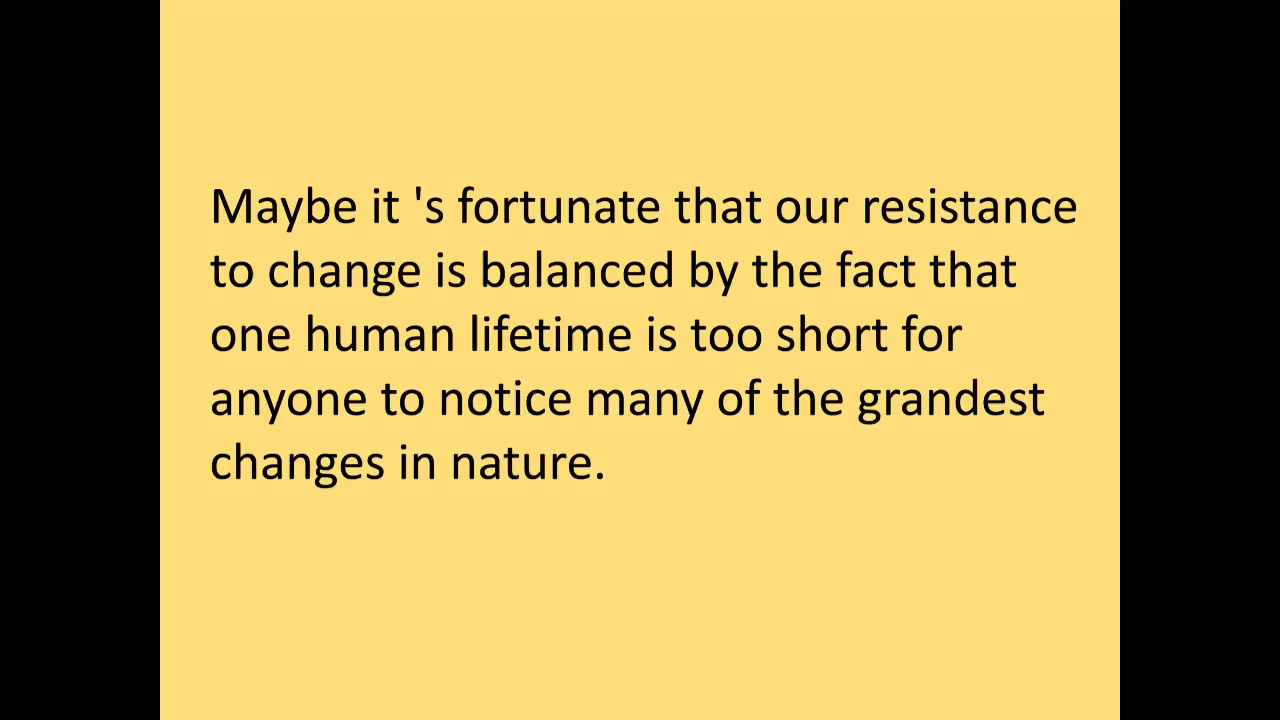 Maybe it 's fortunate that our resistance
to change is balanced by the fact that
one human lifetime is too short for
anyone to notice many of the grandest
changes in nature.